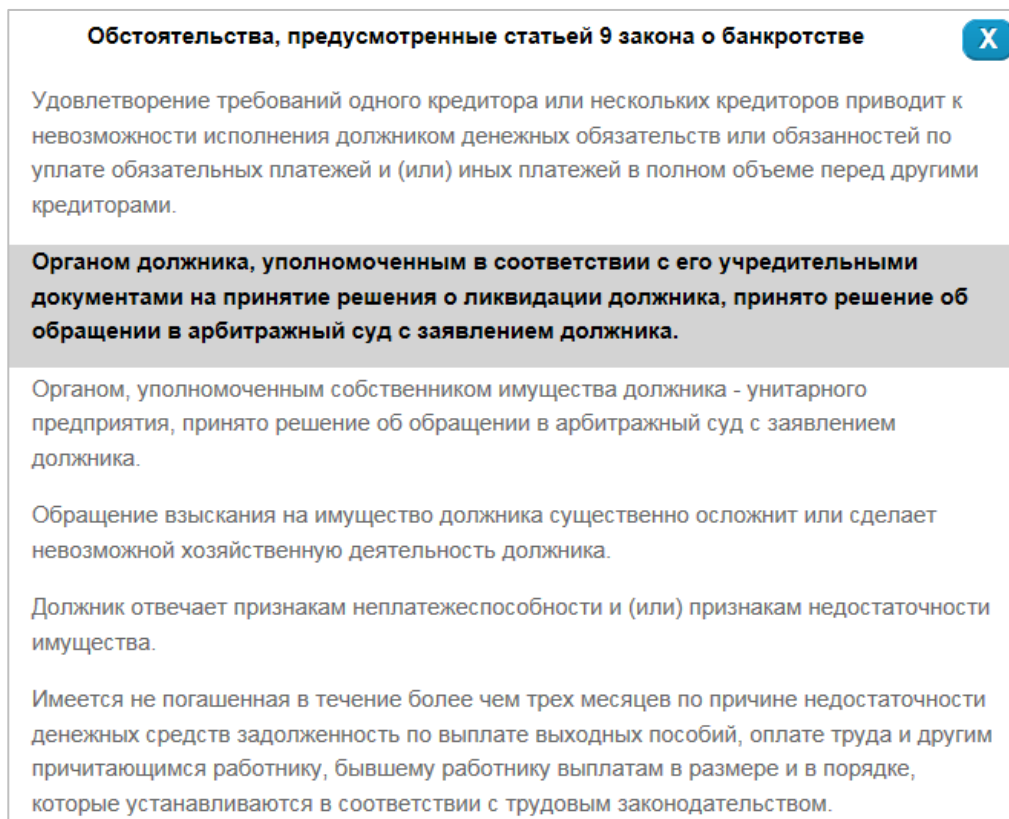 Обстоятельства, предусмотренные статьей 9 закона о банкротстве
X
Удовлетворение требований одного кредитора или нескольких кредиторов приводит к
невозможности исполнения должником денежных обязательств или обязанностей по
уплате обязательных платежей и (или) иных платежей в полном объеме перед другими
кредиторами.
Органом должника, уполномоченным в соответствии с его учредительными
документами на принятие решения о ликвидации должника, принято решение об
обращении в арбитражный суд с заявлением должника.
Органом, уполномоченным собственником имущества должника - унитарного
предприятия, принято решение об обращении в арбитражный суд с заявлением
должника.
Обращение взыскания на имущество должника существенно осложнит или сделает
невозможной хозяйственную деятельность должника.
Должник отвечает признакам неплатежеспособности и (или) признакам недостаточности
имущества.
Имеется не погашенная в течение более чем трех месяцев по причине недостаточности
денежных средств задолженность по выплате выходных пособий, оплате труда и другим
причитающимся работнику, бывшему работнику выплатам в размере и в порядке,
которые устанавливаются в соответствии с трудовым законодательством.